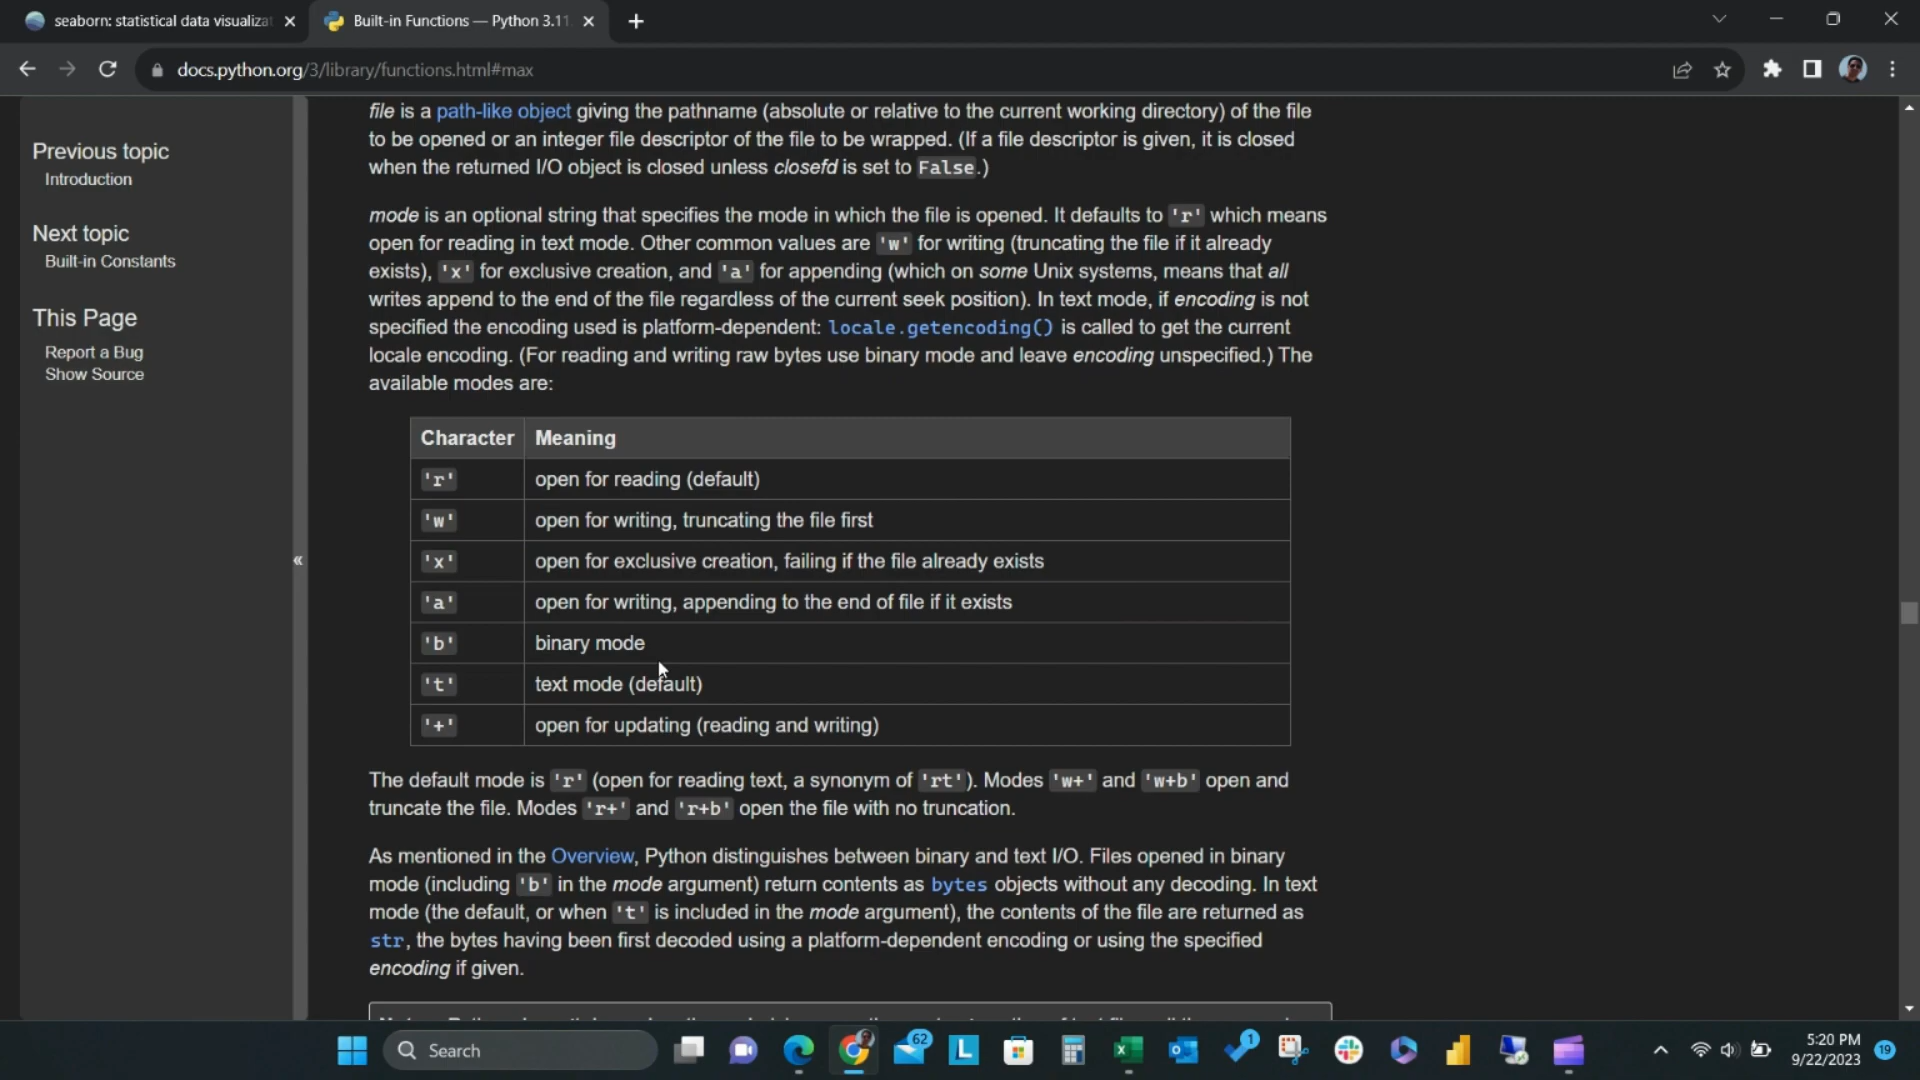 seaborn: statistical data visualiza
Built-in Functions — Python 3.11
docs.python.org/3/library/functions.html#max
Previous topic
Introduction
Next topic
Built-in Constants
This Page
Report a Bug
Show Source
«
file is a path-like object giving the pathname (absolute or relative to the current working directory) of the file
to be opened or an integer file descriptor of the file to be wrapped. (If a file descriptor is given, it is closed
when the returned I/O object is closed unless closefd is set to False.)
mode is an optional string that specifies the mode in which the file is opened. It defaults to 'r' which means
open for reading in text mode. Other common values are 'w' for writing (truncating the file if it already
exists), 'x' for exclusive creation, and 'a' for appending (which on some Unix systems, means that all
writes append to the end of the file regardless of the current seek position). In text mode, if encoding is not
specified the encoding used is platform-dependent: locale.getencoding() is called to get the current
locale encoding. (For reading and writing raw bytes use binary mode and leave encoding unspecified.) The
available modes are:
Character Meaning
'r' open for reading (default)
'w' open for writing, truncating the file first
'x' open for exclusive creation, failing if the file already exists
'a' open for writing, appending to the end of file if it exists
'b' binary mode
't' text mode (default)
'+' open for updating (reading and writing)
The default mode is 'r' (open for reading text, a synonym of 'rt'). Modes 'w+' and 'w+b' open and
truncate the file. Modes 'r+' and 'r+b' open the file with no truncation.
As mentioned in the Overview, Python distinguishes between binary and text I/O. Files opened in binary
mode (including 'b' in the mode argument) return contents as bytes objects without any decoding. In text
mode (the default, or when 't' is included in the mode argument), the contents of the file are returned as
str, the bytes having been first decoded using a platform-dependent encoding or using the specified
encoding if given.
Search
62
L
1
5:20 PM
9/22/2023
19